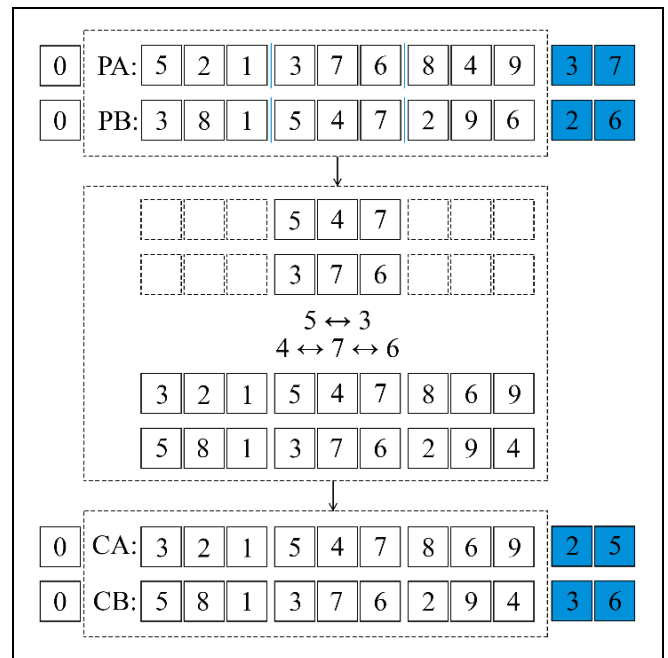 0 PA: 5 2 1 3 7 6 8 4 9 3 7
0 PB: 3 8 1 5 4 7 2 9 6 2 6
5 4 7
3 7 6
5 ↔ 3
4 ↔ 7 ↔ 6
3 2 1 5 4 7 8 6 9
5 8 1 3 7 6 2 9 4
0 CA: 3 2 1 5 4 7 8 6 9 2 5
0 CB: 5 8 1 3 7 6 2 9 4 3 6